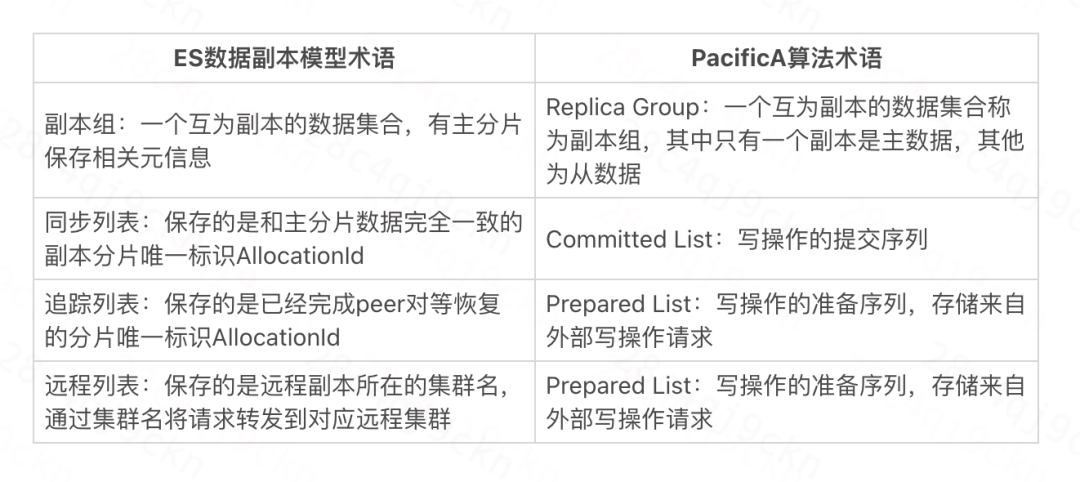 ES数据副本模型术语
PacificA算法术语
副本组：一个互为副本的数据集合，有主分片
保存相关元信息
Replica Group：一个互为副本的数据集合称
为副本组，其中只有一个副本是主数据，其他
为从数据
同步列表：保存的是和主分片数据完全一致的
副本分片唯一标识AllocationId
Committed List：写操作的提交序列
追踪列表：保存的是已经完成peer对等恢复
的分片唯一标识AllocationId
Prepared List：写操作的准备序列，存储来自
外部写操作请求
远程列表：保存的是远程副本所在的集群名，
通过集群名将请求转发到对应远程集群
Prepared List：写操作的准备序列，存储来自
外部写操作请求